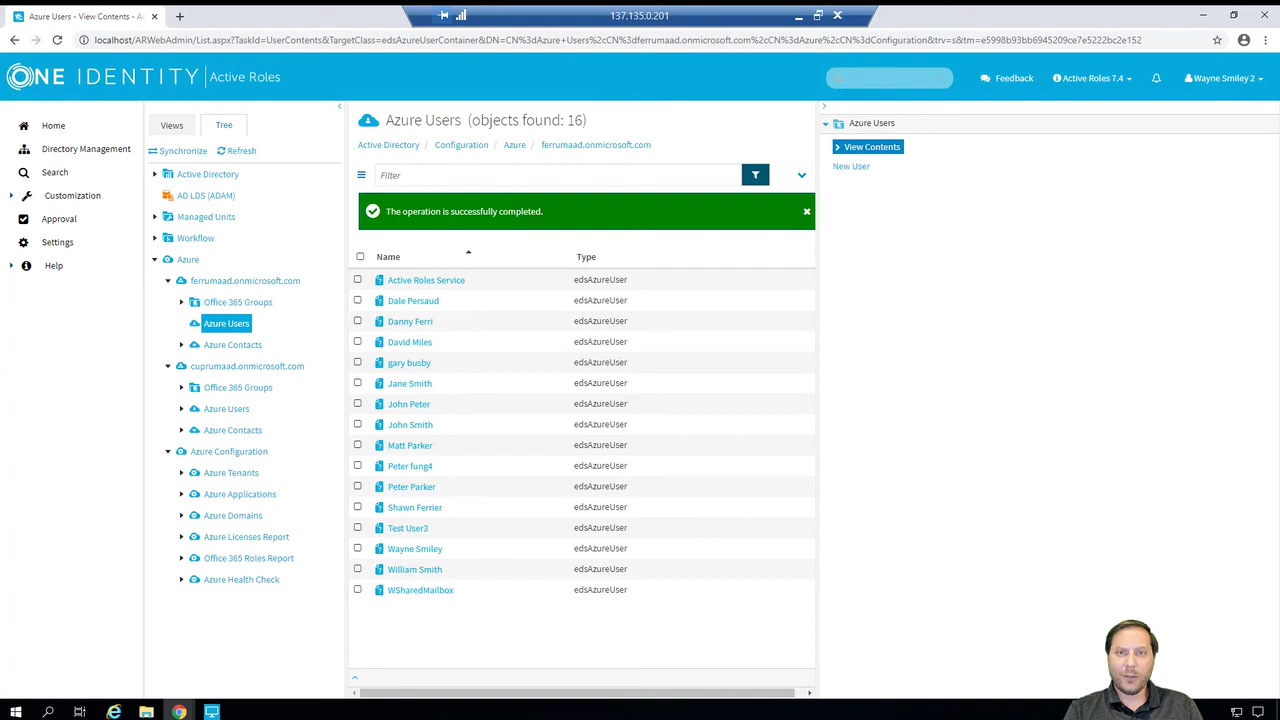 Azure Users - View Contents - Ar
137.135.0.201
localhost/ARWebAdmin/List.aspx?TaskId=UserContents&TargetClass=edsAzureUserContainer&DN=CN%3dAzure+Users%2cCN%3dferrumaad.onmicrosoft.com%2cCN%3dAzure%2cCN%3dConfiguration&trv=s&tm=e5998b93bb6945209ce7e5222bc2e152
ONE IDENTITY Active Roles
Feedback
Active Roles 7.4
Wayne Smiley 2
Home
Directory Management
Search
Customization
Approval
Settings
Help
Views
Tree
Synchronize
Refresh
Active Directory
AD LDS (ADAM)
Managed Units
Workflow
Azure
ferrumaad.onmicrosoft.com
Office 365 Groups
Azure Users
Azure Contacts
cuprumaad.onmicrosoft.com
Office 365 Groups
Azure Users
Azure Contacts
Azure Configuration
Azure Tenants
Azure Applications
Azure Domains
Azure Licenses Report
Office 365 Roles Report
Azure Health Check
Azure Users (objects found: 16)
Active Directory / Configuration / Azure / ferrumaad.onmicrosoft.com
Filter
The operation is successfully completed.
Name Type
Active Roles Service edsAzureUser
Dale Persaud edsAzureUser
Danny Ferri edsAzureUser
David Miles edsAzureUser
gary busby edsAzureUser
Jane Smith edsAzureUser
John Peter edsAzureUser
John Smith edsAzureUser
Matt Parker edsAzureUser
Peter fung4 edsAzureUser
Peter Parker edsAzureUser
Shawn Ferrier edsAzureUser
Test User3 edsAzureUser
Wayne Smiley edsAzureUser
William Smith edsAzureUser
WSharedMailbox edsAzureUser
Azure Users
View Contents
New User